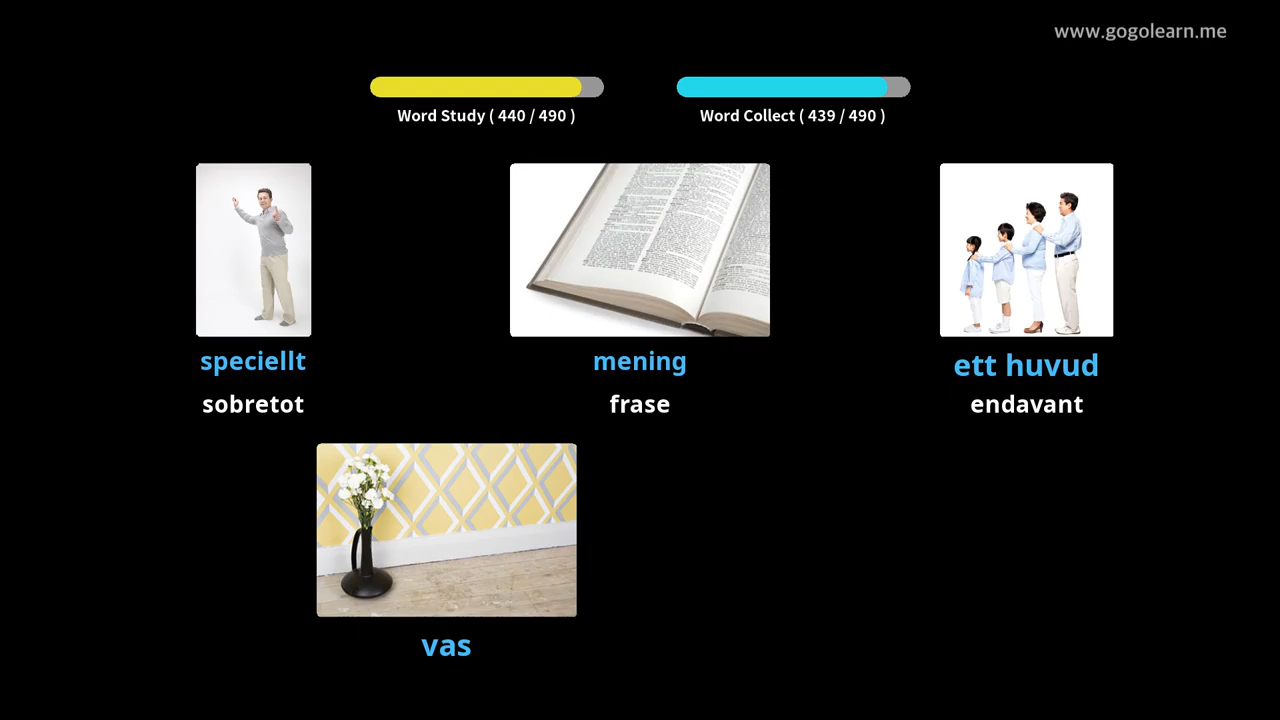 www.gogolearn.me
Word Study ( 440 / 490 )
Word Collect ( 439 / 490 )
speciellt
sobretot
mening
frase
ett huvud
endavant
vas